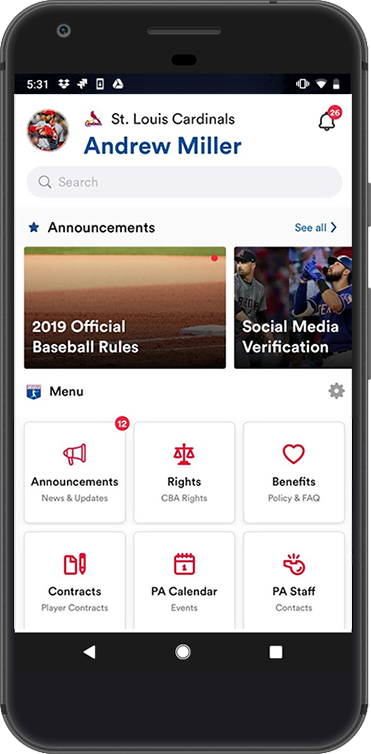 5:31
St. Louis Cardinals
26
Andrew Miller
Search
Announcements
See all
2019 Official
Baseball Rules
Social Media
Verification
Menu
12
Announcements
News & Updates
Rights
CBA Rights
Benefits
Policy & FAQ
Contracts
Player Contracts
PA Calendar
Events
PA Staff
Contacts